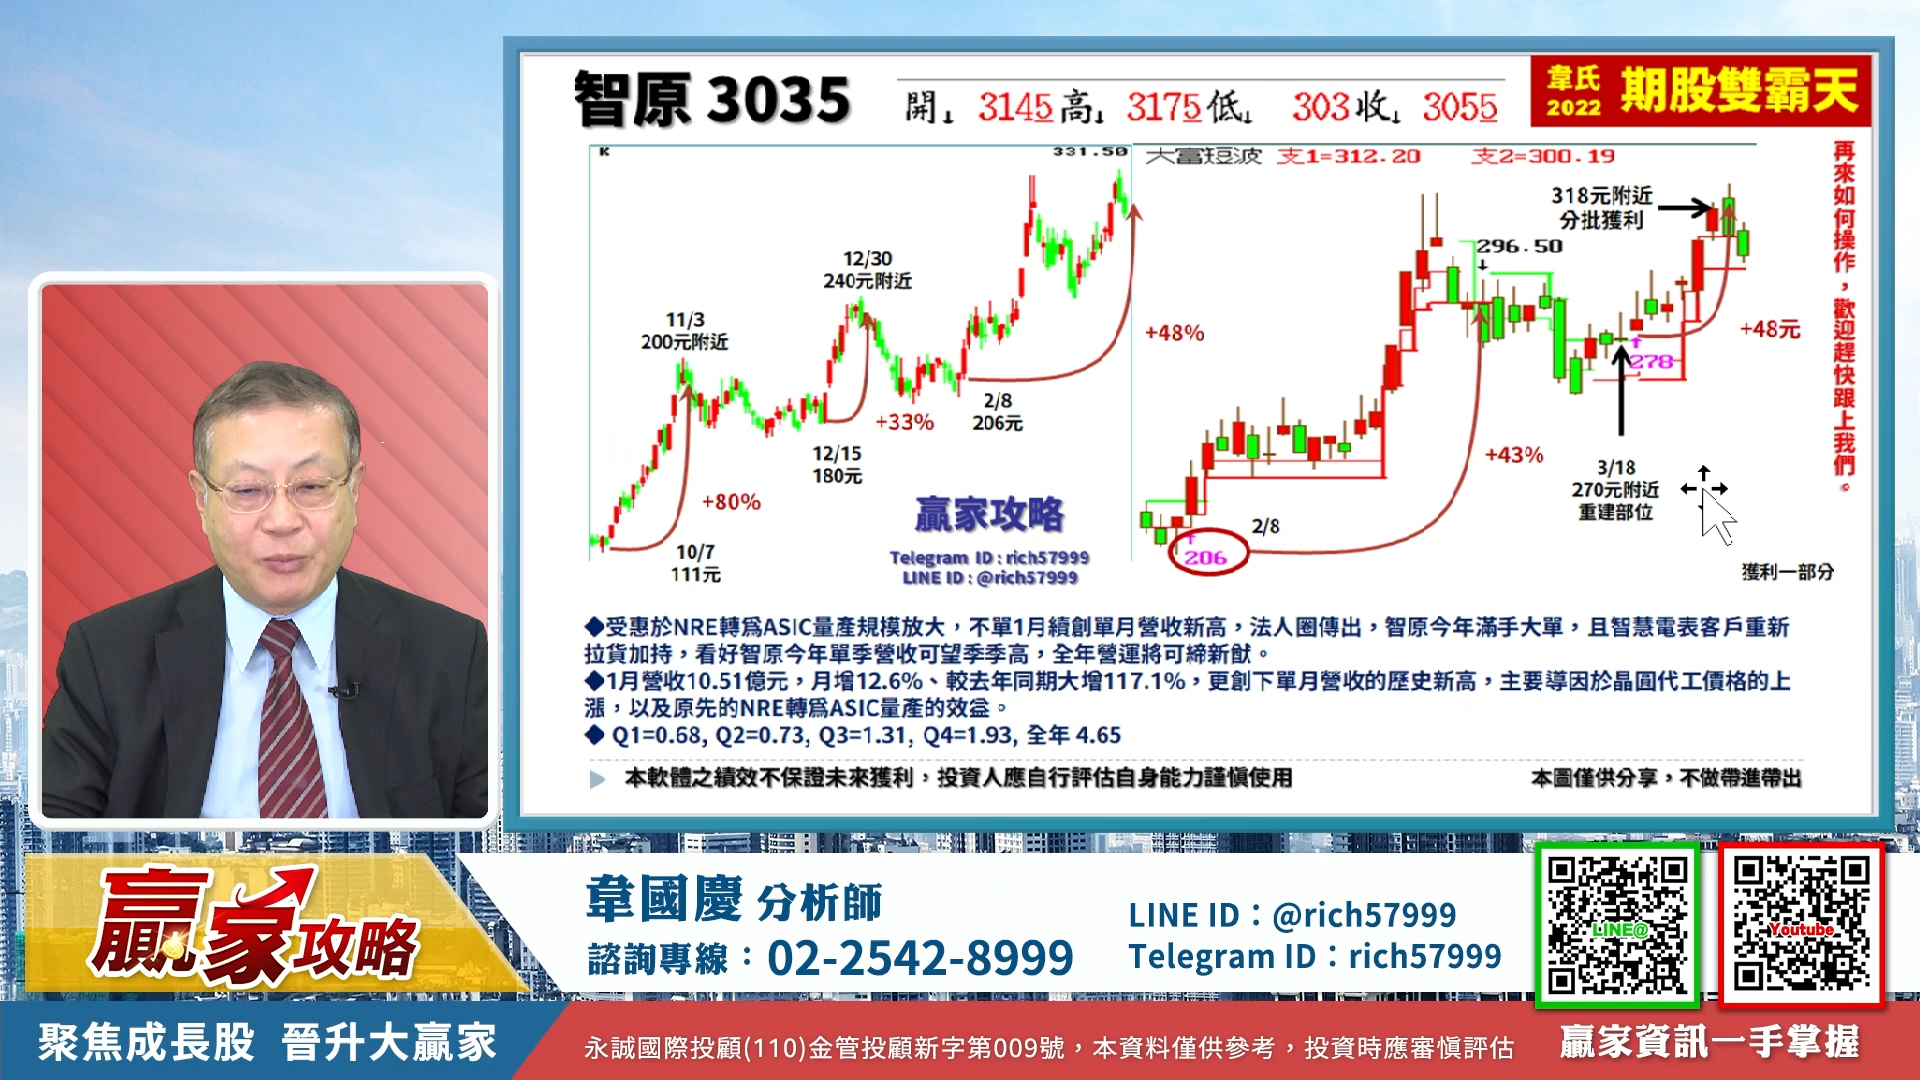 智原 3035
開↓ 3145 高↓ 3175 低↓ 303 收↓ 3055
韋氏 2022 期股雙霸天
再來如何操作，歡迎趕快跟上我們。
K
331.50
大富短波 支1=312.20 支2=300.19
318元附近
分批獲利
296.50
12/30
240元附近
11/3
200元附近
+48%
+48元
278
2/8
206元
+33%
12/15
180元
+80%
10/7
111元
+43%
3/18
270元附近
重建部位
2/8
206
贏家攻略
Telegram ID : rich57999
LINE ID : @rich57999
獲利一部分
◆受惠於NRE轉為ASIC量產規模放大，不單1月續創單月營收新高，法人圈傳出，智原今年滿手大單，且智慧電表客戶重新
拉貨加持，看好智原今年單季營收可望季季高，全年營運將可締新猷。
◆1月營收10.51億元，月增12.6%、較去年同期大增117.1%，更創下單月營收的歷史新高，主要導因於晶圓代工價格的上
漲，以及原先的NRE轉為ASIC量產的效益。
◆ Q1=0.68, Q2=0.73, Q3=1.31, Q4=1.93, 全年 4.65
本軟體之績效不保證未來獲利，投資人應自行評估自身能力謹慎使用
本圖僅供分享，不做帶進帶出
贏家攻略
韋國慶 分析師
諮詢專線：02-2542-8999
LINE ID：@rich57999
Telegram ID：rich57999
LINE@
Youtube
聚焦成長股 晉升大贏家
永誠國際投顧(110)金管投顧新字第009號，本資料僅供參考，投資時應審慎評估
贏家資訊一手掌握